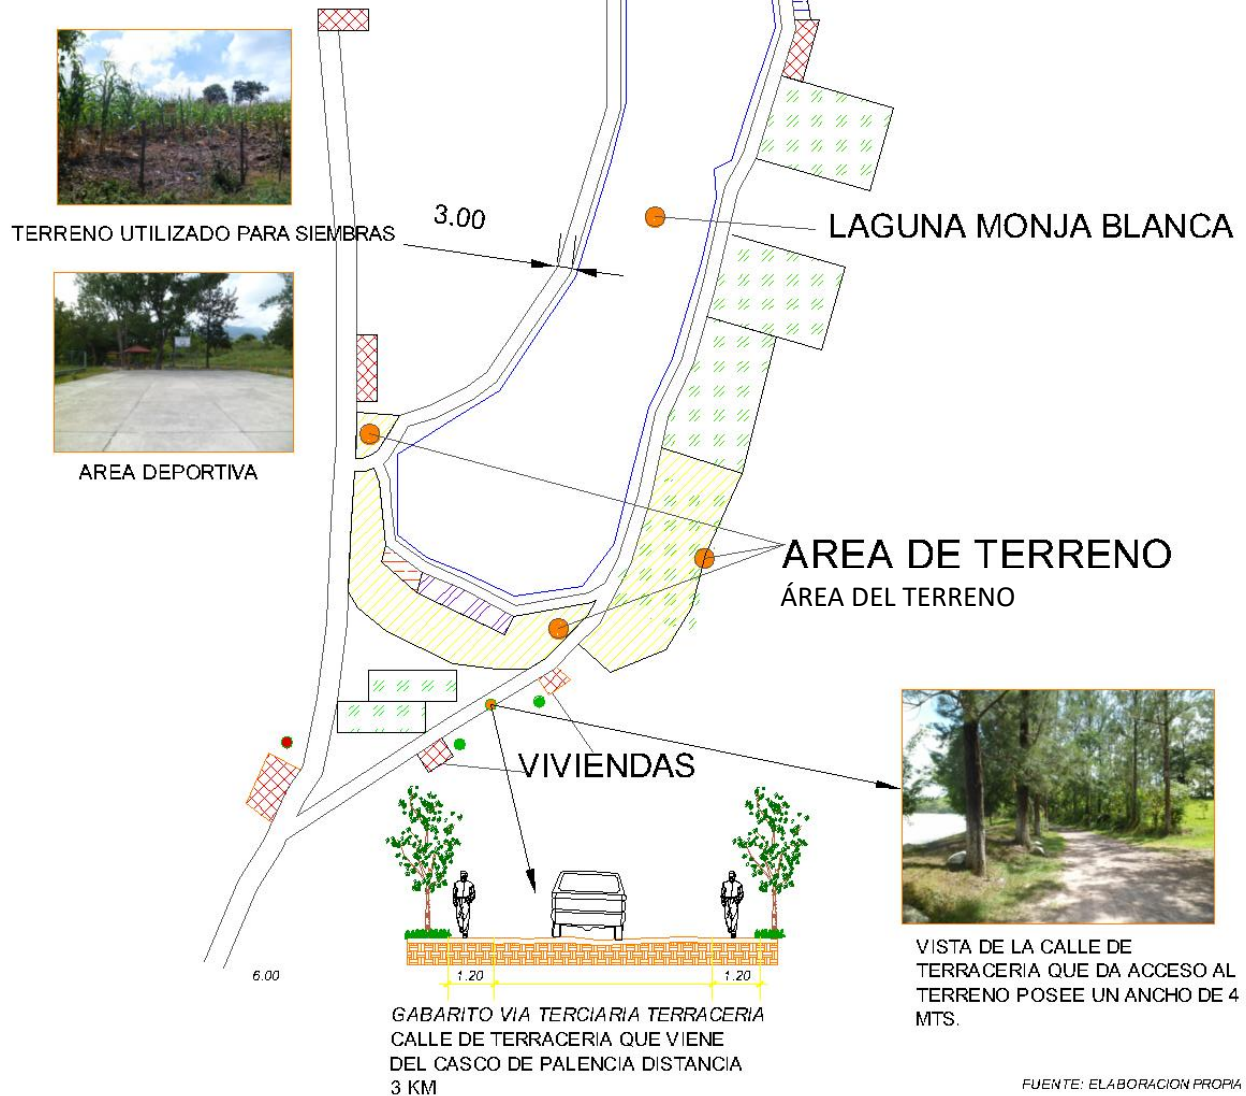 TERRENO UTILIZADO PARA SIEMBRAS
3.00
LAGUNA MONJA BLANCA
AREA DEPORTIVA
AREA DE TERRENO
ÁREA DEL TERRENO
VIVIENDAS
6.00
1.20
1.20
GABARITO VIA TERCIARIA TERRACERIA
CALLE DE TERRACERIA QUE VIENE
DEL CASCO DE PALENCIA DISTANCIA
3 KM
VISTA DE LA CALLE DE
TERRACERIA QUE DA ACCESO AL
TERRENO POSEE UN ANCHO DE 4
MTS.
FUENTE: ELABORACION PROPIA